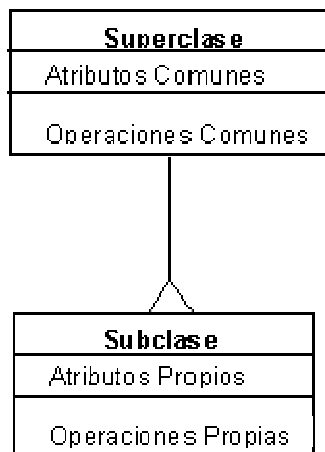 Superclase
Atributos Comunes
Operaciones Comunes
Subclase
Atributos Propios
Operaciones Propias